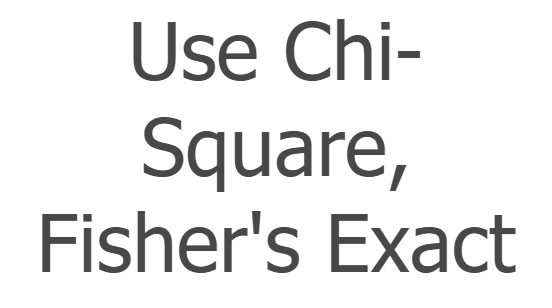 Use Chi-
Square,
Fisher's Exact